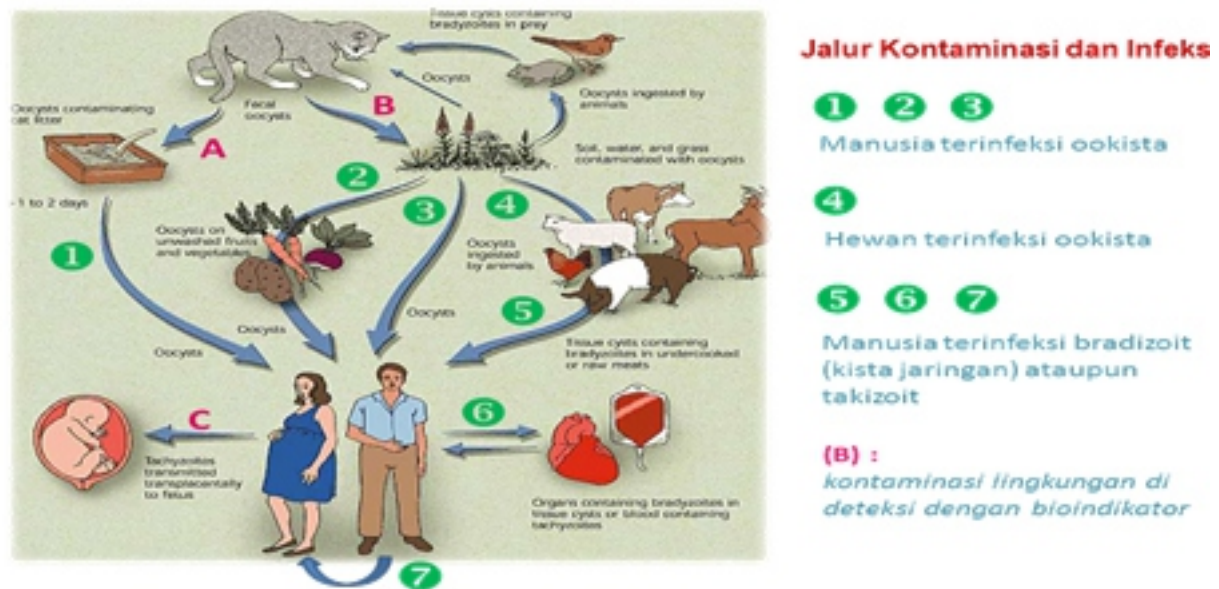 Tissue cysts containing
bradyzoites in prey
Oocysts
Oocysts ingested by
animals
Oocysts contaminating
cat litter
Fecal
oocysts
B
A
Soil, water, and grass
contaminated with oocysts
1 to 2 days
2
3
4
1
Oocysts on
unwashed fruits
and vegetables
Oocysts
ingested
by animals
5
Oocysts
Oocysts
Oocysts
Tissue cysts containing
bradyzoites in undercooked
or raw meats
C
6
Tachyzoites
transmitted
transplacentally
to fetus
Organs containing bradyzoites in
tissue cysts or blood containing
tachyzoites
7
Jalur Kontaminasi dan Infeks
1 2 3
Manusia terinfeksi ookista
4
Hewan terinfeksi ookista
5 6 7
Manusia terinfeksi bradizoit
(kista jaringan) ataupun
takizoit
(B) :
kontaminasi lingkungan di
deteksi dengan bioindikator